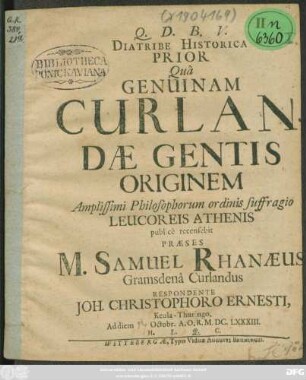 (x1904169)
II n
6360
Q. D. B. V.
DIATRIBE HISTORICA
PRIOR
Quâ
GENUINAM
CURLAN-
DÆ GENTIS
ORIGINEM
Amplissimi Philosophorum ordinis suffragio
LEUCOREIS ATHENIS
publicè recensebit
PRÆSES
M. SAMUEL RHANÆUS
Gramsdenâ Curlandus
RESPONDENTE
JOH. CHRISTOPHORO ERNESTI,
Keula-Thuringo,
Ad diem Octobr. A. O. R. M. DC. LXXXIII.
H. L. Q. C.
WITTEBERGÆ, Typis Viduæ
BIBLIOTHECA
PONICKAVIANA